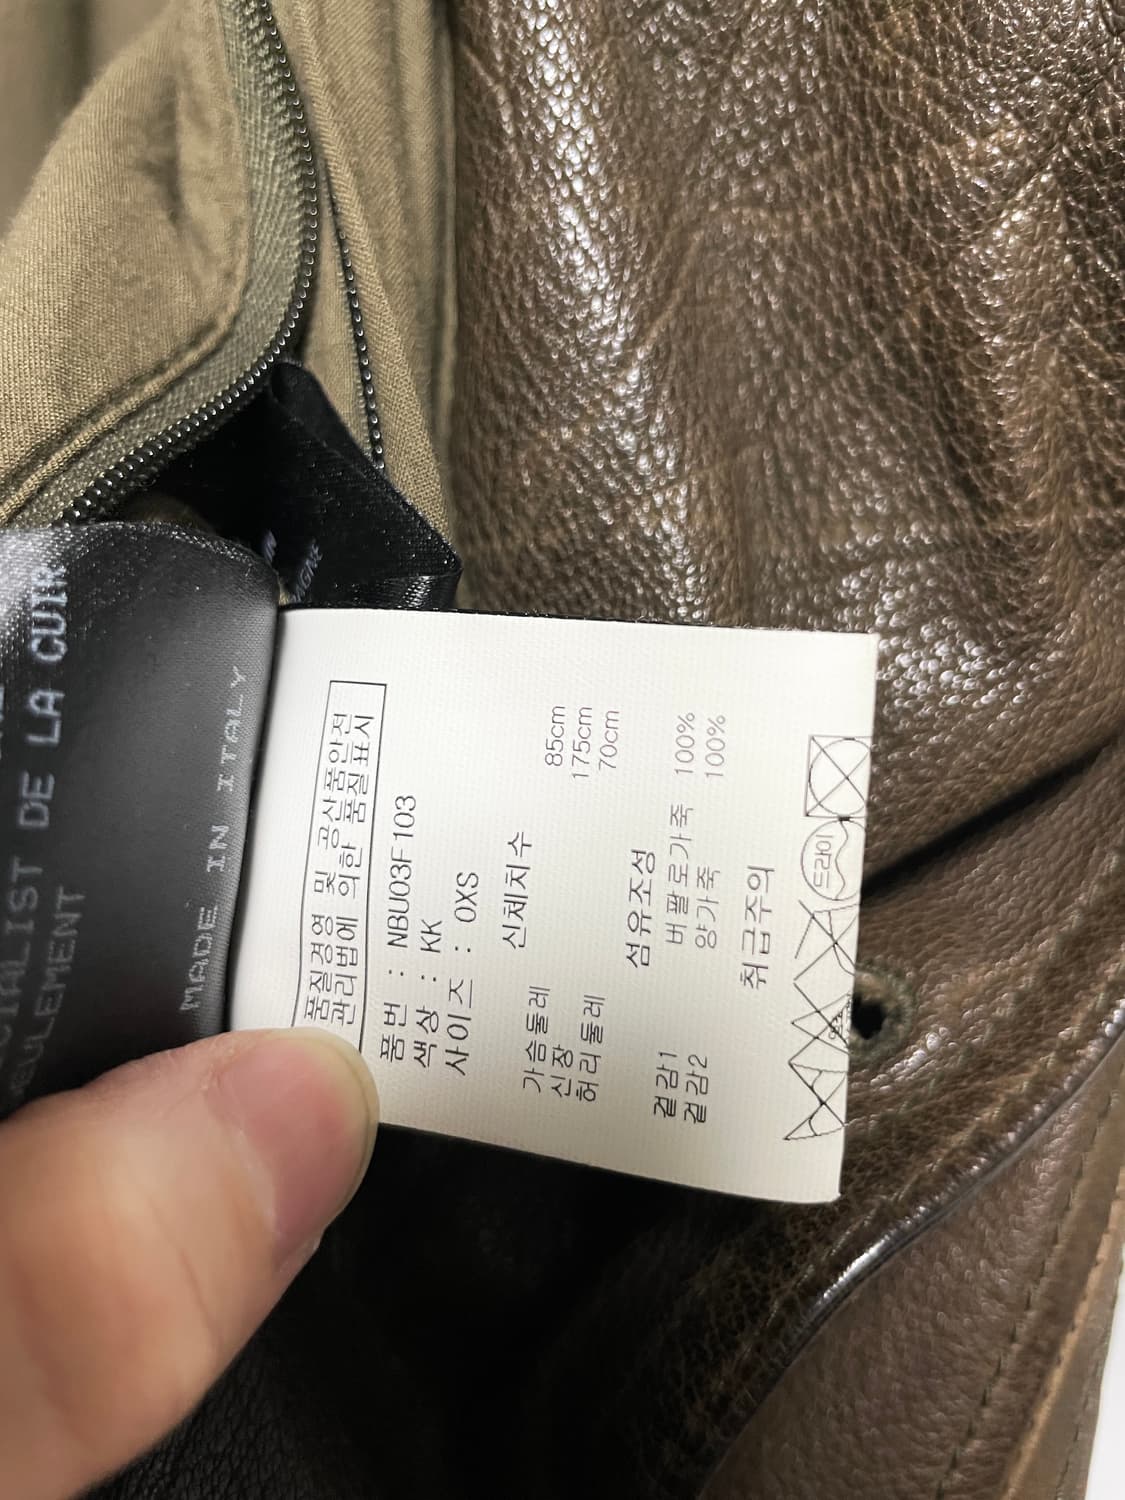 품질경영 및 공산품안전
관리법에 의한 품질표시
품번 : NBU03F103
색상 : KK
사이즈 : 0XS
신체치수
가슴둘레 85cm
신장 175cm
허리둘레 70cm
섬유조성
겉감1 버팔로가죽 100%
겉감2 양가죽 100%
취급주의
드라이
DE LA CUIR
SEULEMENT
MADE IN ITALY